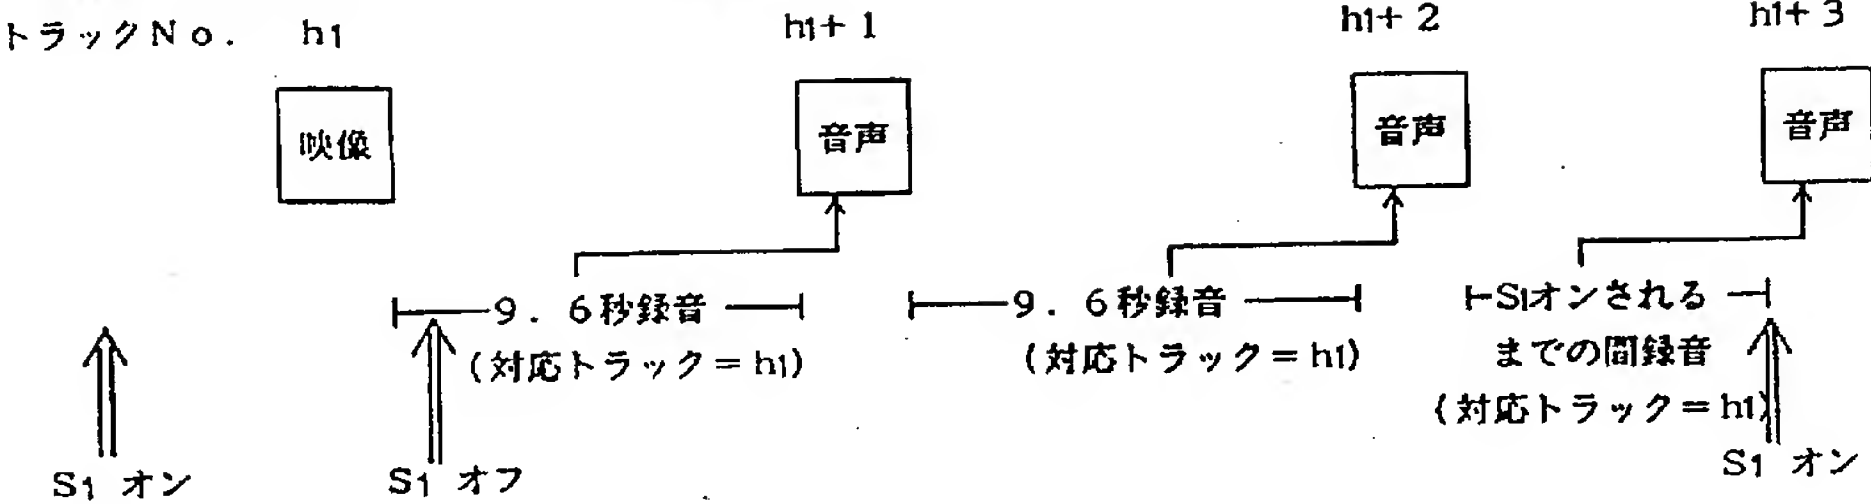 トラックNo. h1 h1+1 h1+2 h1+3
映像 音声 音声 音声
9.6秒録音 9.6秒録音 S1オンされる
(対応トラック=h1) (対応トラック=h1) までの間録音
(対応トラック=h1)
S1 オン S1 オフ S1 オン